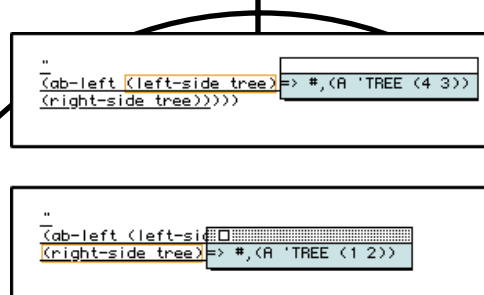 "
(ab-left (left-side tree) => #,(A 'TREE (4 3))
(right-side tree)))))
"
(ab-left (left-sid
(right-side tree) => #,(A 'TREE (1 2))